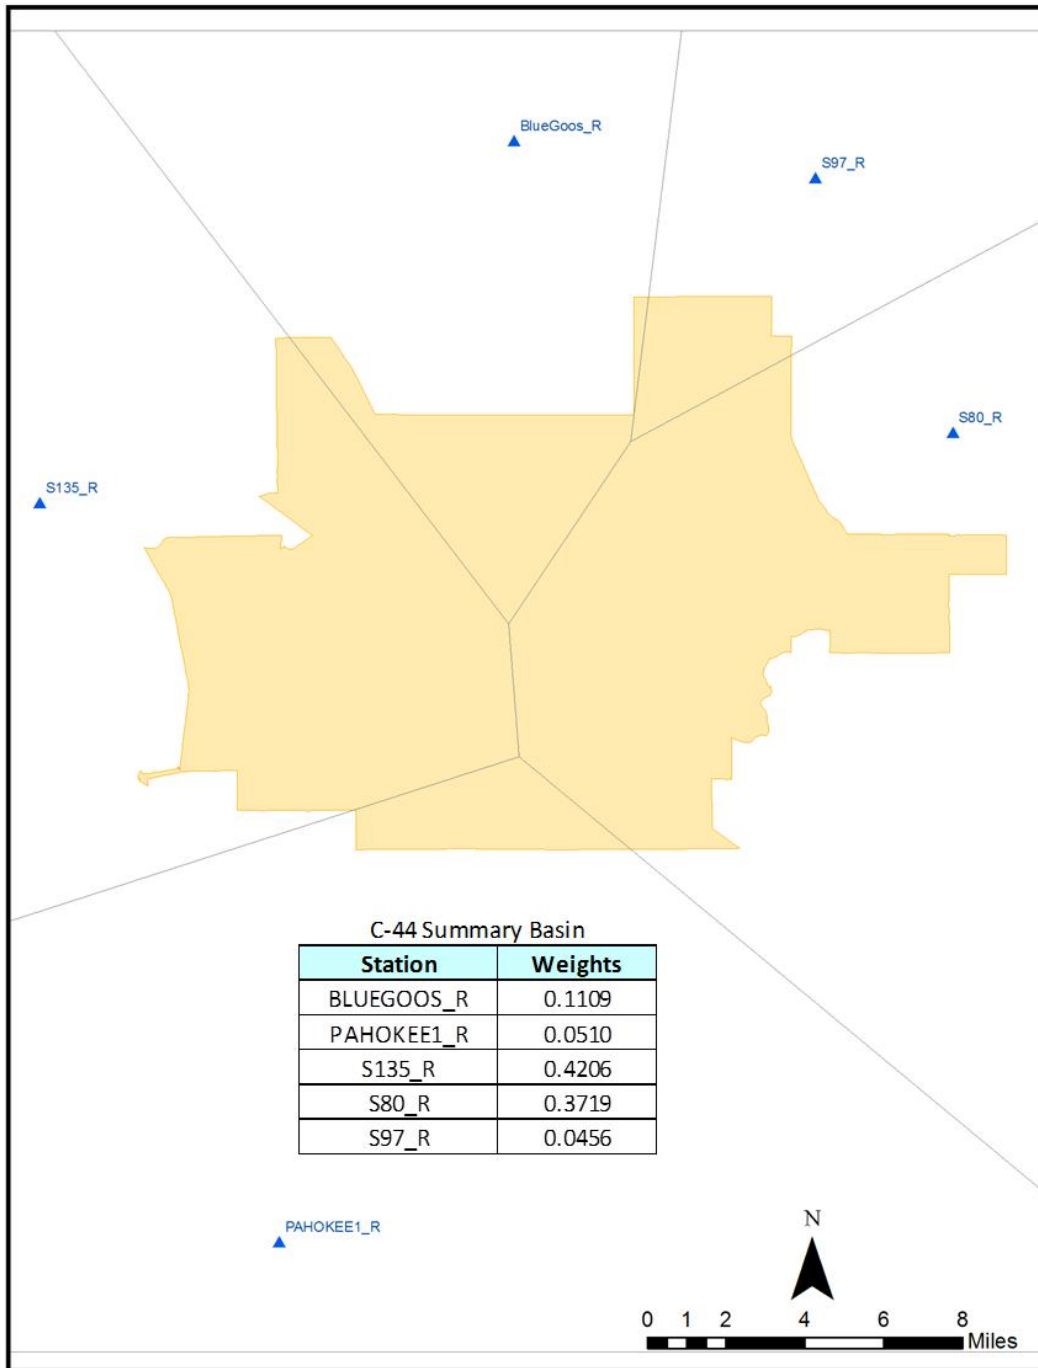 BlueGoos_R
S97_R
S80_R
S135_R
C-44 Summary Basin
Station Weights
BLUEGOOS_R 0.1109
PAHOKEE1_R 0.0510
S135_R 0.4206
S80_R 0.3719
S97_R 0.0456
PAHOKEE1_R
N
0 1 2 4 6 8
Miles